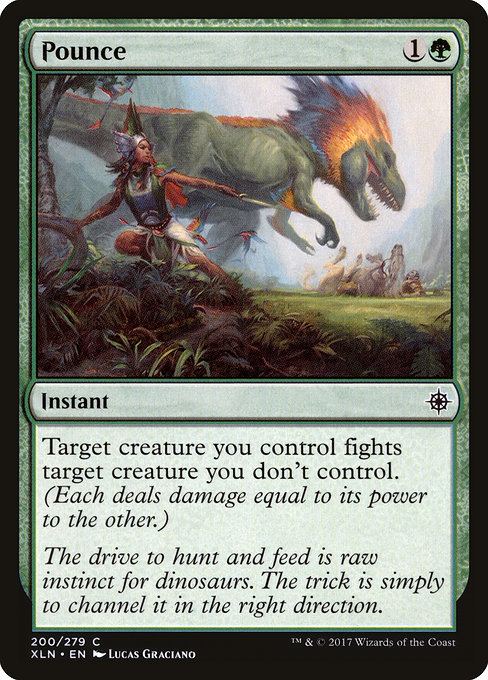 Pounce 1
Instant
Target creature you control fights
target creature you don't control.
(Each deals damage equal to its power
to the other.)
The drive to hunt and feed is raw
instinct for dinosaurs. The trick is simply
to channel it in the right direction.
200/279 C
XLN • EN Lucas Graciano
™ & © 2017 Wizards of the Coast